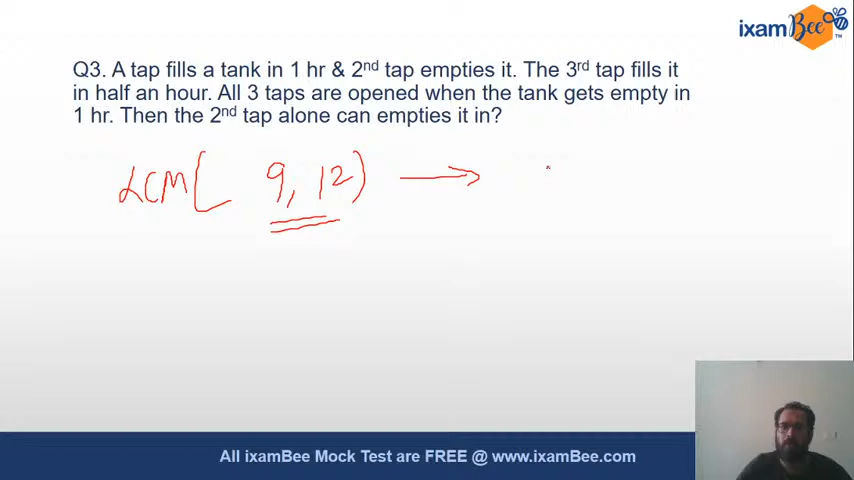 ixamBee™
Q3. A tap fills a tank in 1 hr & 2nd tap empties it. The 3rd tap fills it
in half an hour. All 3 taps are opened when the tank gets empty in
1 hr. Then the 2nd tap alone can empties it in?
LCM( 9, 12) →
All ixamBee Mock Test are FREE @ www.ixamBee.com